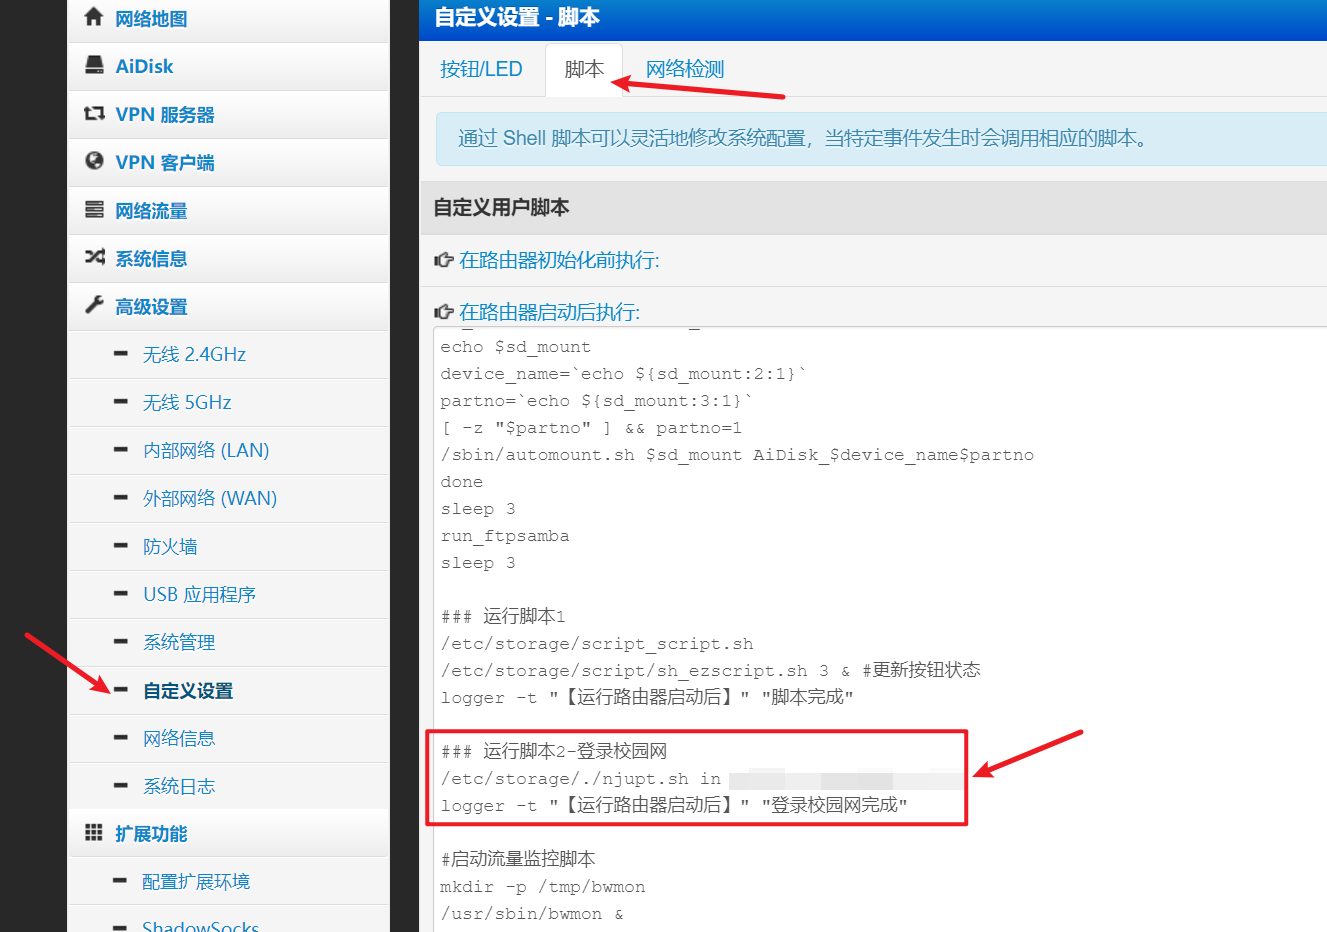 网络地图
AiDisk
VPN 服务器
VPN 客户端
网络流量
系统信息
高级设置
无线 2.4GHz
无线 5GHz
内部网络 (LAN)
外部网络 (WAN)
防火墙
USB 应用程序
系统管理
自定义设置
网络信息
系统日志
扩展功能
配置扩展环境
ShadowSocks
自定义设置 - 脚本
按钮/LED 脚本 网络检测
通过 Shell 脚本可以灵活地修改系统配置，当特定事件发生时会调用相应的脚本。
自定义用户脚本
在路由器初始化前执行:
在路由器启动后执行:
echo $sd_mount
device_name=`echo ${sd_mount:2:1}`
partno=`echo ${sd_mount:3:1}`
[ -z "$partno" ] && partno=1
/sbin/automount.sh $sd_mount AiDisk_$device_name$partno
done
sleep 3
run_ftpsamba
sleep 3
### 运行脚本1
/etc/storage/script_script.sh
/etc/storage/script/sh_ezscript.sh 3 & #更新按钮状态
logger -t "【运行路由器启动后】" "脚本完成"
### 运行脚本2-登录校园网
/etc/storage/./njupt.sh in
logger -t "【运行路由器启动后】" "登录校园网完成"
#启动流量监控脚本
mkdir -p /tmp/bwmon
/usr/sbin/bwmon &